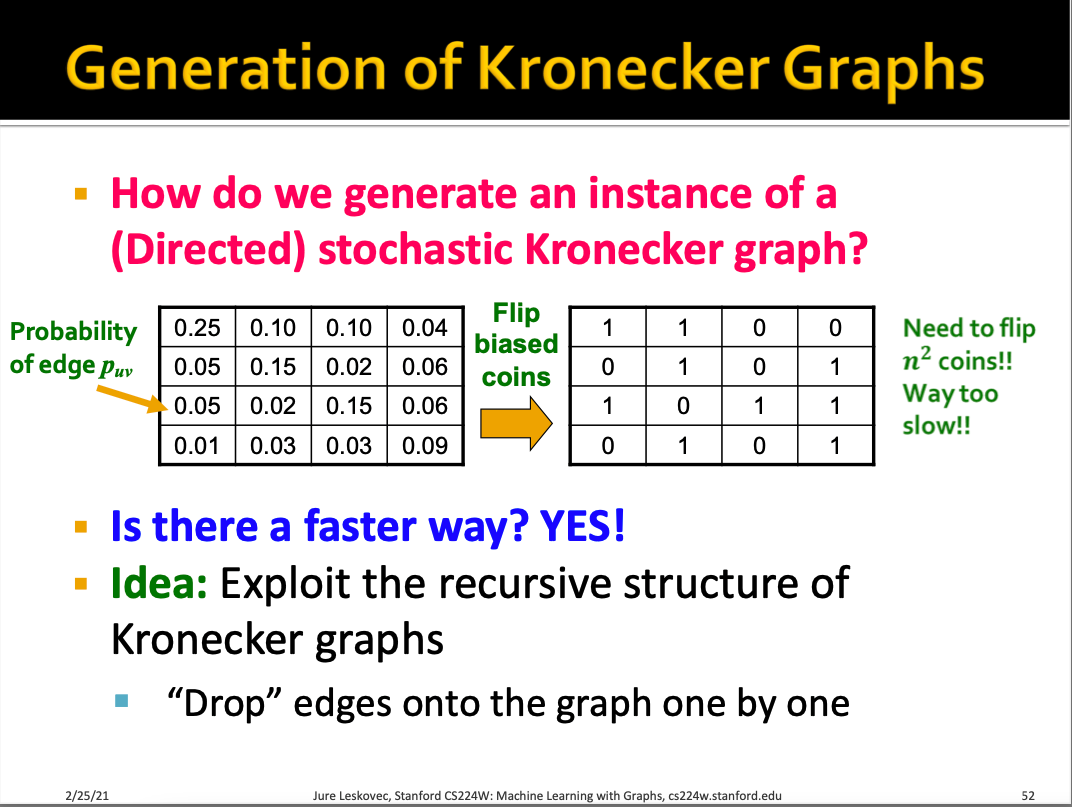 Generation of Kronecker Graphs
▪ How do we generate an instance of a
(Directed) stochastic Kronecker graph?
Probability
of edge pᵤᵥ
0.25 0.10 0.10 0.04
0.05 0.15 0.02 0.06
0.05 0.02 0.15 0.06
0.01 0.03 0.03 0.09
Flip
biased
coins
1 1 0 0
0 1 0 1
1 0 1 1
0 1 0 1
Need to flip
n² coins!!
Way too
slow!!
▪ Is there a faster way? YES!
▪ Idea: Exploit the recursive structure of
Kronecker graphs
▪ “Drop” edges onto the graph one by one
2/25/21
Jure Leskovec, Stanford CS224W: Machine Learning with Graphs, cs224w.stanford.edu
52